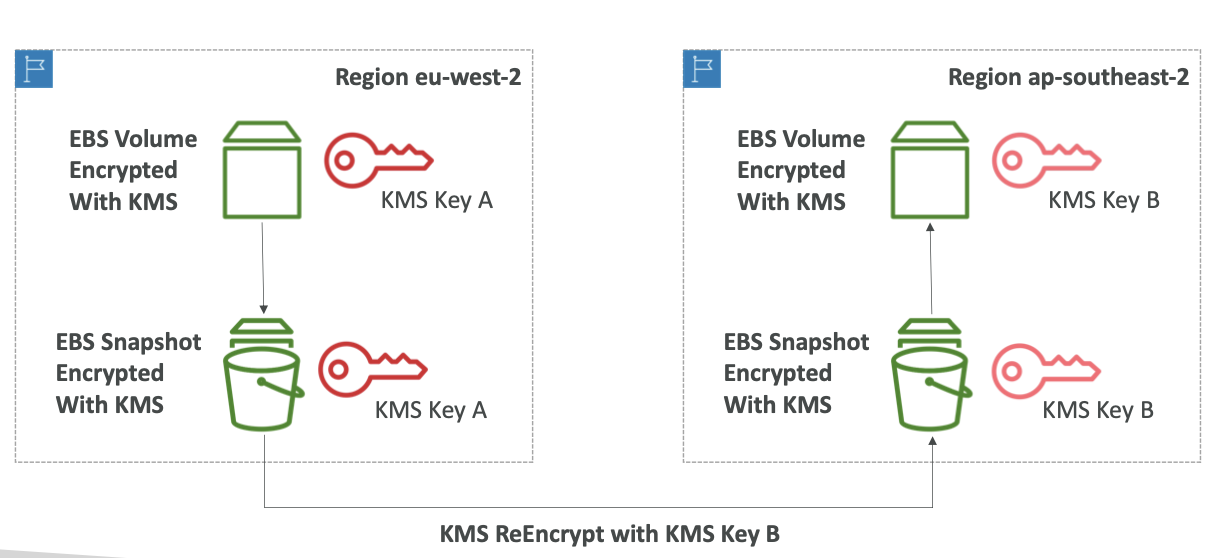 Region eu-west-2
EBS Volume
Encrypted
With KMS
KMS Key A
EBS Snapshot
Encrypted
With KMS
KMS Key A
Region ap-southeast-2
EBS Volume
Encrypted
With KMS
KMS Key B
EBS Snapshot
Encrypted
With KMS
KMS Key B
KMS ReEncrypt with KMS Key B